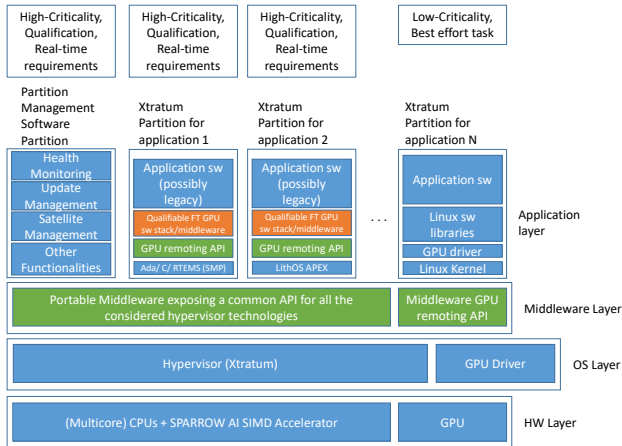 High-Criticality,
Qualification,
Real-time
requirements
High-Criticality,
Qualification,
Real-time
requirements
High-Criticality,
Qualification,
Real-time
requirements
Low-Criticality,
Best effort task
Partition
Management
Software
Partition
Xtratum
Partition for
application 1
Xtratum
Partition for
application 2
Xtratum
Partition for
application N
Health
Monitoring
Update
Management
Satellite
Management
Other
Functionalities
Application sw
(possibly
legacy)
Qualifiable FT GPU
sw stack/middleware
GPU remoting API
Ada/ C/ RTEMS (SMP)
Application sw
(possibly
legacy)
Qualifiable FT GPU
sw stack/middleware
GPU remoting API
LithOS APEX
. . .
Application sw
Linux sw
libraries
GPU driver
Linux Kernel
Application
layer
Portable Middleware exposing a common API for all the
considered hypervisor technologies
Middleware GPU
remoting API
Middleware Layer
Hypervisor (Xtratum)
GPU Driver
OS Layer
(Multicore) CPUs + SPARROW AI SIMD Accelerator
GPU
HW Layer